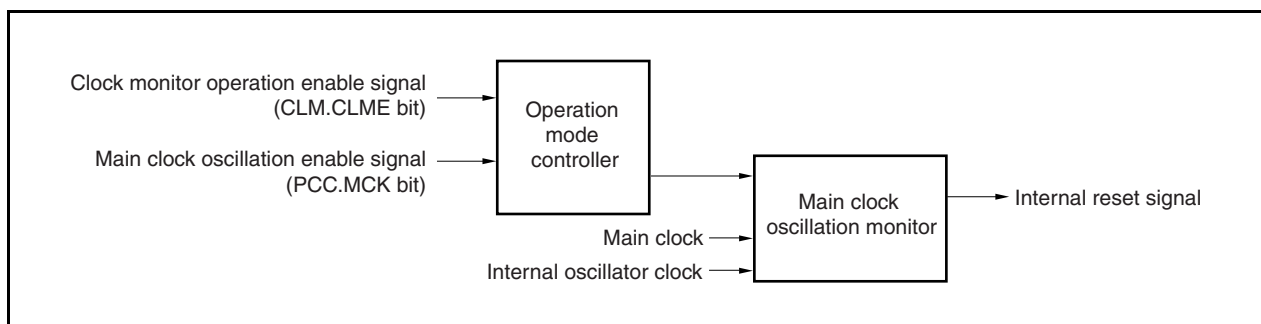 Clock monitor operation enable signal
(CLM.CLME bit)
Main clock oscillation enable signal
(PCC.MCK bit)
Operation
mode
controller
Main clock
Internal oscillator clock
Main clock
oscillation monitor
Internal reset signal